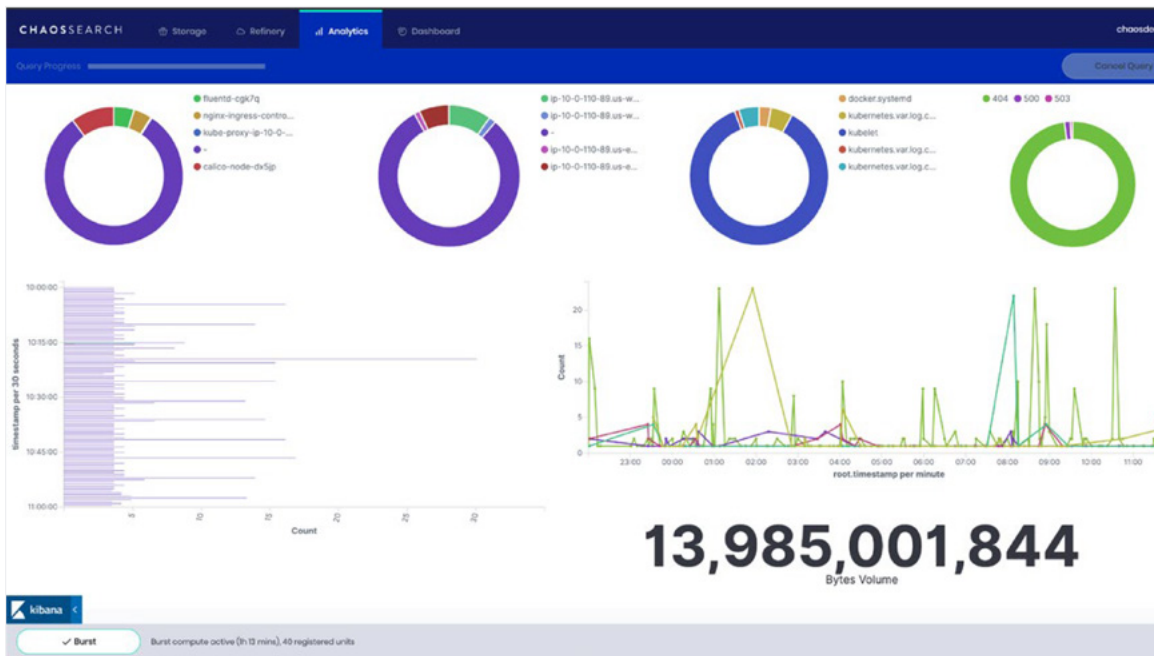 CHAOSSEARCH Storage Refinery Analytics Dashboard chaosde
Query Progress Cancel Query
fluentd-cgk7q
nginx-ingress-contro...
kube-proxy-ip-10-0-...
-
calico-node-dx5jp
ip-10-0-110-89.us-w...
ip-10-0-110-89.us-w...
-
ip-10-0-110-89.us-e...
ip-10-0-110-89.us-e...
docker.systemd
kubernetes.var.log.c...
kubelet
kubernetes.var.log.c...
kubernetes.var.log.c...
404 500 503
timestamp per 30 seconds
10:00:00
10:15:00
10:30:00
10:45:00
11:00:00
5 10 15 20 25 30
Count
Count
20
15
10
5
0
23:00 00:00 01:00 02:00 03:00 04:00 05:00 06:00 07:00 08:00 09:00 10:00 11:00
root.timestamp per minute
13,985,001,844
Bytes Volume
kibana
Burst Burst compute active (1h 13 mins), 40 registered units